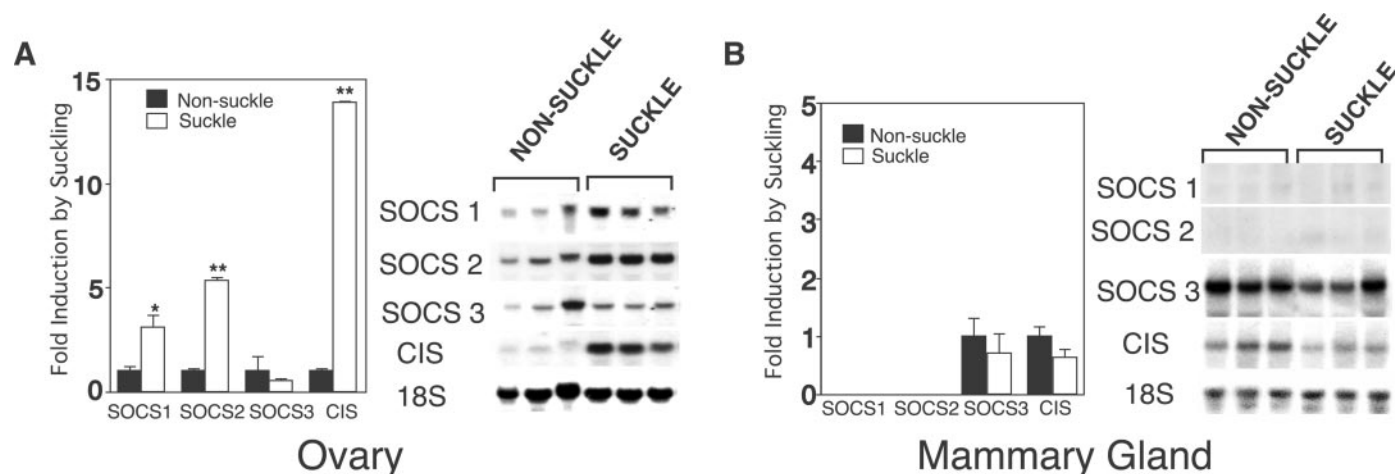 A
Fold Induction by Suckling
15
10
5
0
Non-suckle
Suckle
*
**
**
SOCS1 SOCS2 SOCS3 CIS
NON-SUCKLE
SUCKLE
SOCS 1
SOCS 2
SOCS 3
CIS
18S
Ovary
B
Fold Induction by Suckling
5
4
3
2
1
0
Non-suckle
Suckle
SOCS1 SOCS2 SOCS3 CIS
NON-SUCKLE
SUCKLE
SOCS 1
SOCS 2
SOCS 3
CIS
18S
Mammary Gland